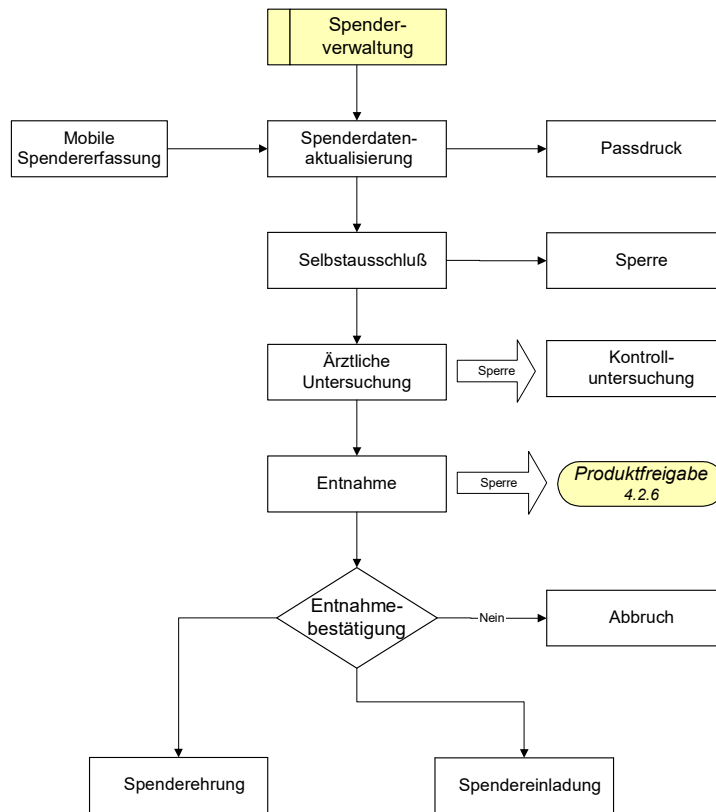 Spender-
verwaltung
Mobile
Spendererfassung
Spenderdaten-
aktualisierung
Passdruck
Selbstausschluß
Sperre
Ärztliche
Untersuchung
Sperre
Kontroll-
untersuchung
Entnahme
Sperre
Produktfreigabe
4.2.6
Entnahme-
bestätigung
Nein
Abbruch
Spenderehrung
Spendereinladung